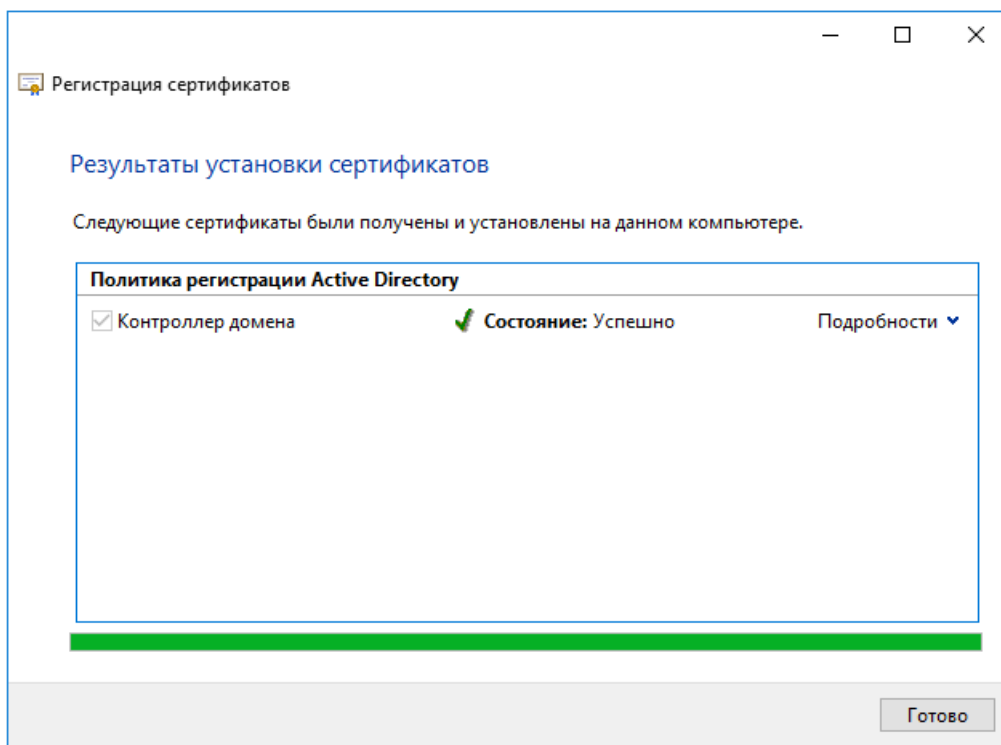 Регистрация сертификатов
Результаты установки сертификатов
Следующие сертификаты были получены и установлены на данном компьютере.
Политика регистрации Active Directory
Контроллер домена Состояние: Успешно Подробности
Готово